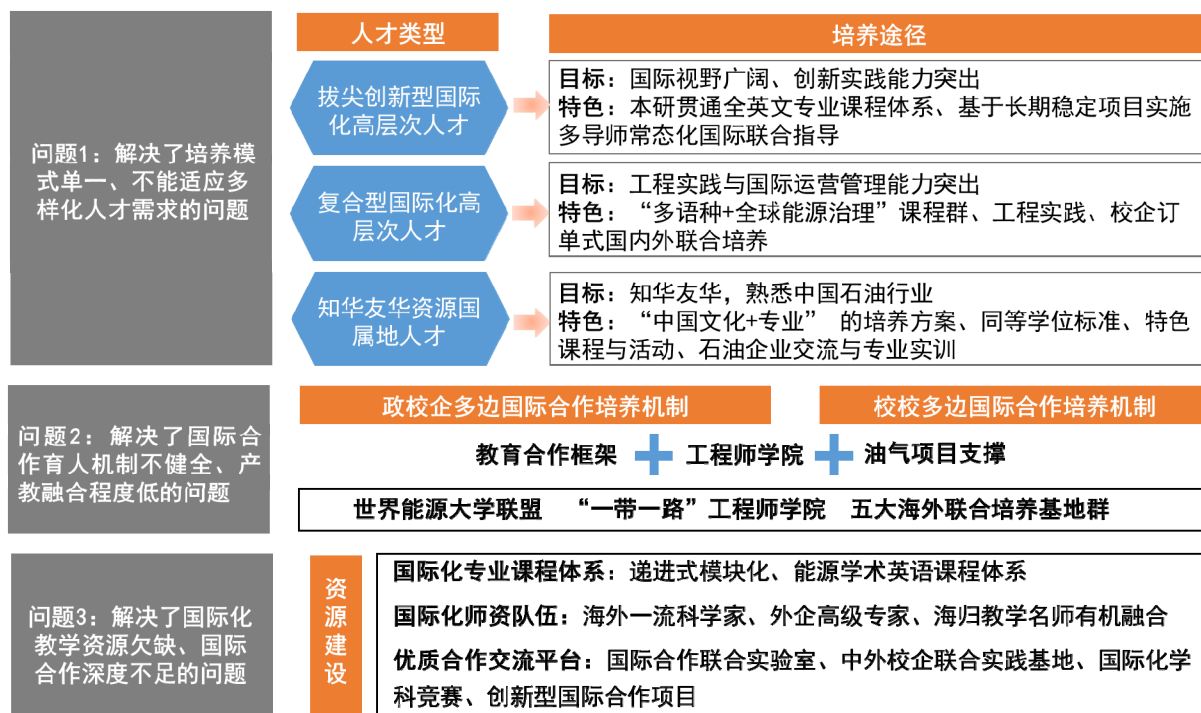 问题1：解决了培养模
式单一、不能适应多
样化人才需求的问题
人才类型
培养途径
拔尖创新型国际
化高层次人才
目标：国际视野广阔、创新实践能力突出
特色：本研贯通全英文专业课程体系、基于长期稳定项目实施
多导师常态化国际联合指导
复合型国际化高
层次人才
目标：工程实践与国际运营管理能力突出
特色：“多语种+全球能源治理”课程群、工程实践、校企订
单式国内外联合培养
知华友华资源国
属地人才
目标：知华友华，熟悉中国石油行业
特色：“中国文化+专业” 的培养方案、同等学位标准、特色
课程与活动、石油企业交流与专业实训
问题2：解决了国际合
作育人机制不健全、产
教融合程度低的问题
政校企多边国际合作培养机制
校校多边国际合作培养机制
教育合作框架 + 工程师学院 + 油气项目支撑
世界能源大学联盟 “一带一路”工程师学院 五大海外联合培养基地群
问题3：解决了国际化
教学资源欠缺、国际
合作深度不足的问题
资
源
建
设
国际化专业课程体系：递进式模块化、能源学术英语课程体系
国际化师资队伍：海外一流科学家、外企高级专家、海归教学名师有机融合
优质合作交流平台：国际合作联合实验室、中外校企联合实践基地、国际化学
科竞赛、创新型国际合作项目